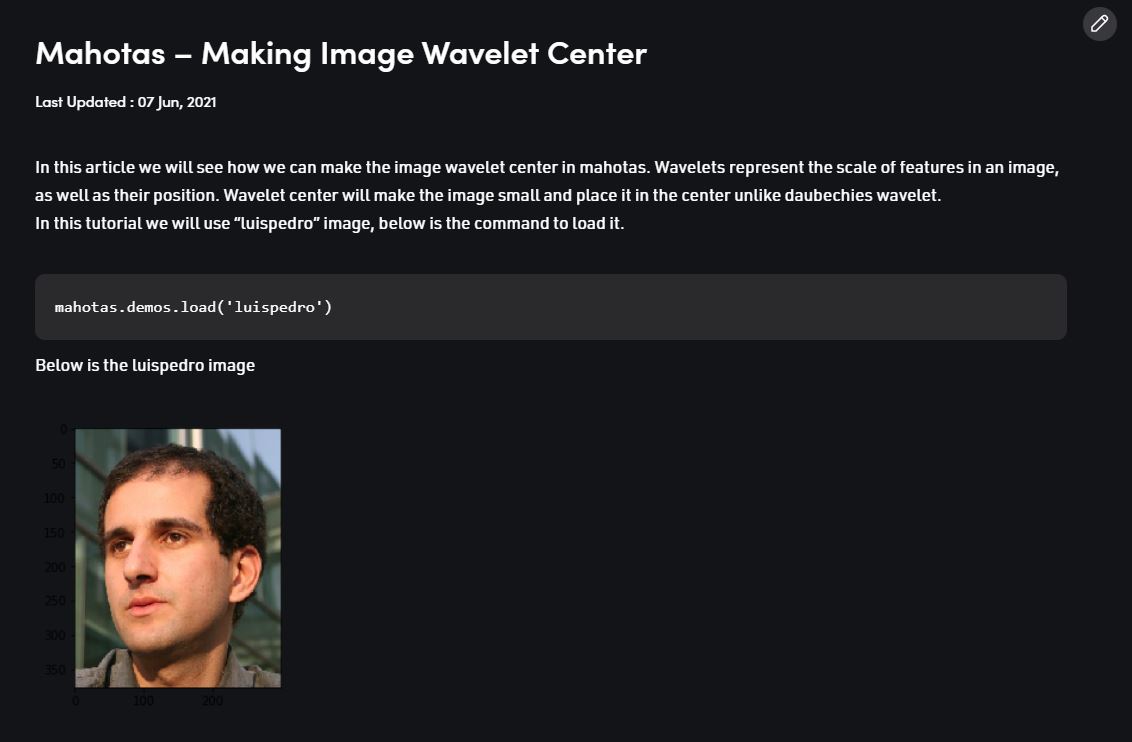 Mahotas – Making Image Wavelet Center
Last Updated : 07 Jun, 2021
In this article we will see how we can make the image wavelet center in mahotas. Wavelets represent the scale of features in an image,
as well as their position. Wavelet center will make the image small and place it in the center unlike daubechies wavelet.
In this tutorial we will use “luispedro” image, below is the command to load it.
mahotas.demos.load('luispedro')
Below is the luispedro image
0
50
100
150
200
250
300
350
0 100 200